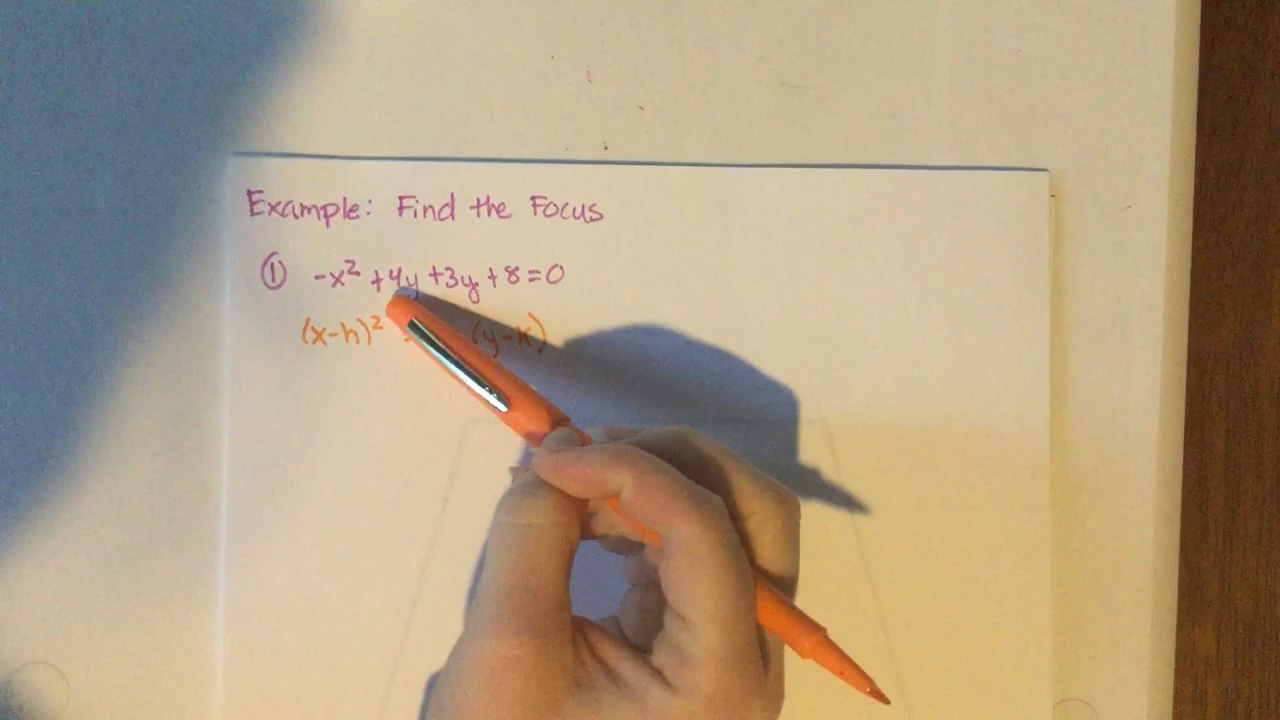 Example: Find the Focus
① -x² +4y +3y +8=0
(x-h)² (y-k)